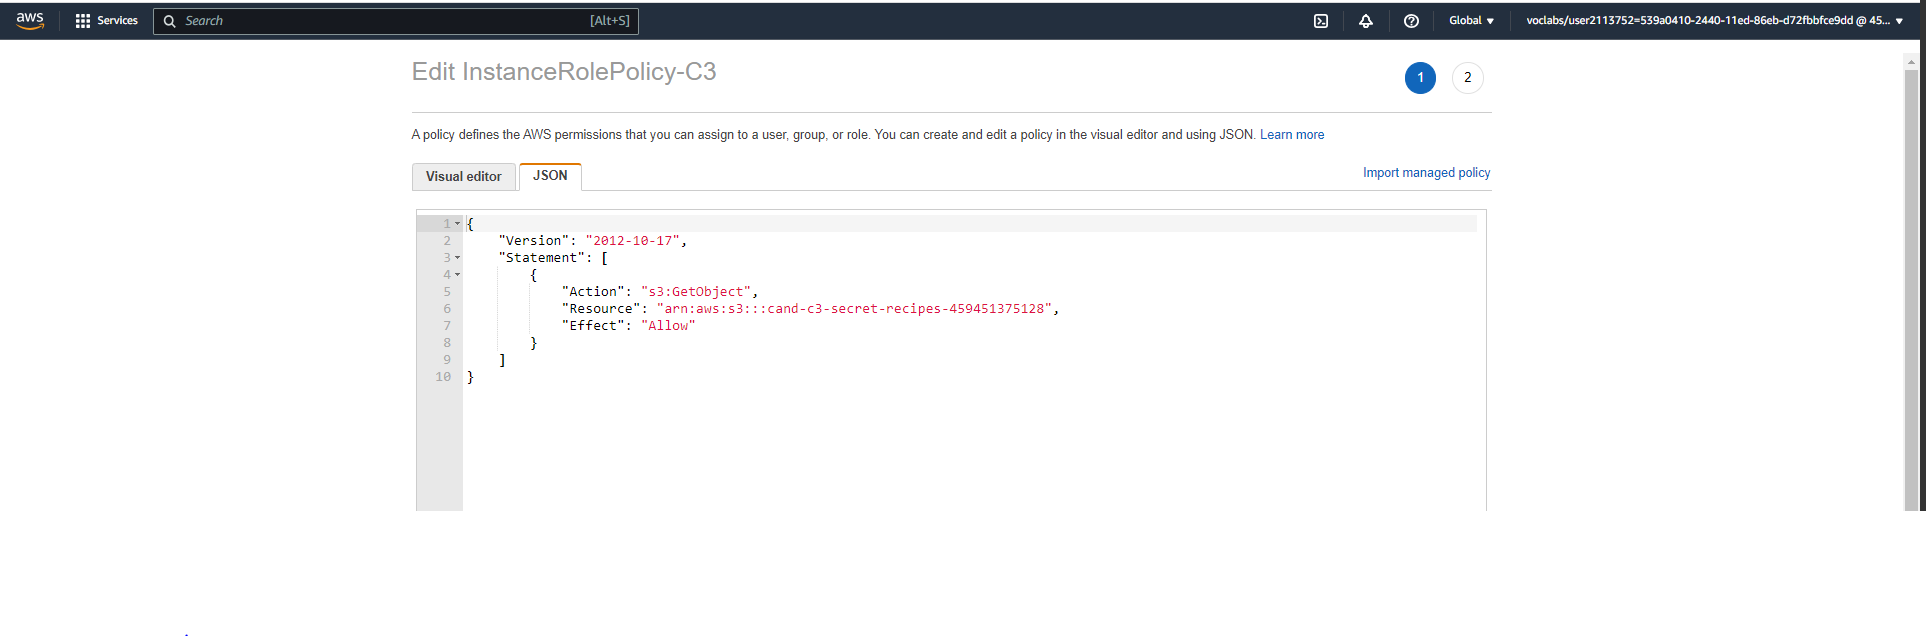 aws Services Search [Alt+S] Global voclabs/user2113752=539a0410-2440-11ed-86eb-d72fbbfce9dd @ 45...
Edit InstanceRolePolicy-C3 1 2
A policy defines the AWS permissions that you can assign to a user, group, or role. You can create and edit a policy in the visual editor and using JSON. Learn more
Visual editor JSON Import managed policy
1 {
2 "Version": "2012-10-17",
3 "Statement": [
4 {
5 "Action": "s3:GetObject",
6 "Resource": "arn:aws:s3:::cand-c3-secret-recipes-459451375128",
7 "Effect": "Allow"
8 }
9 ]
10 }